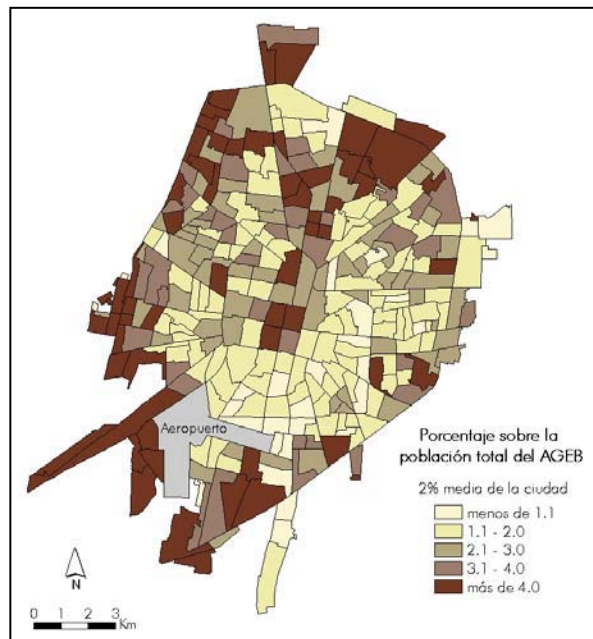 Aeropuerto
Porcentaje sobre la
población total del AGEB
2% media de la ciudad
menos de 1.1
1.1 - 2.0
2.1 - 3.0
3.1 - 4.0
más de 4.0
N
0 1 2 3
Km